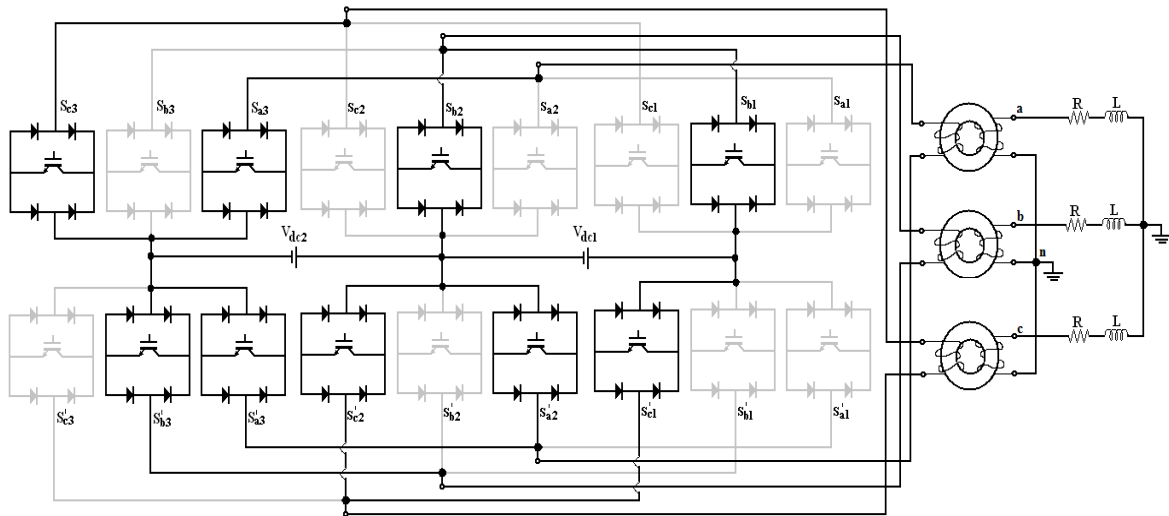 Sc3 Sb3 Sa3 Sc2 Sb2 Sa2 Sc1 Sb1 Sa1
Vdc2 Vdc1
S'c3 S'b3 S'a3 S'c2 S'b2 S'a2 S'c1 S'b1 S'a1
a R L
b R L
n
c R L